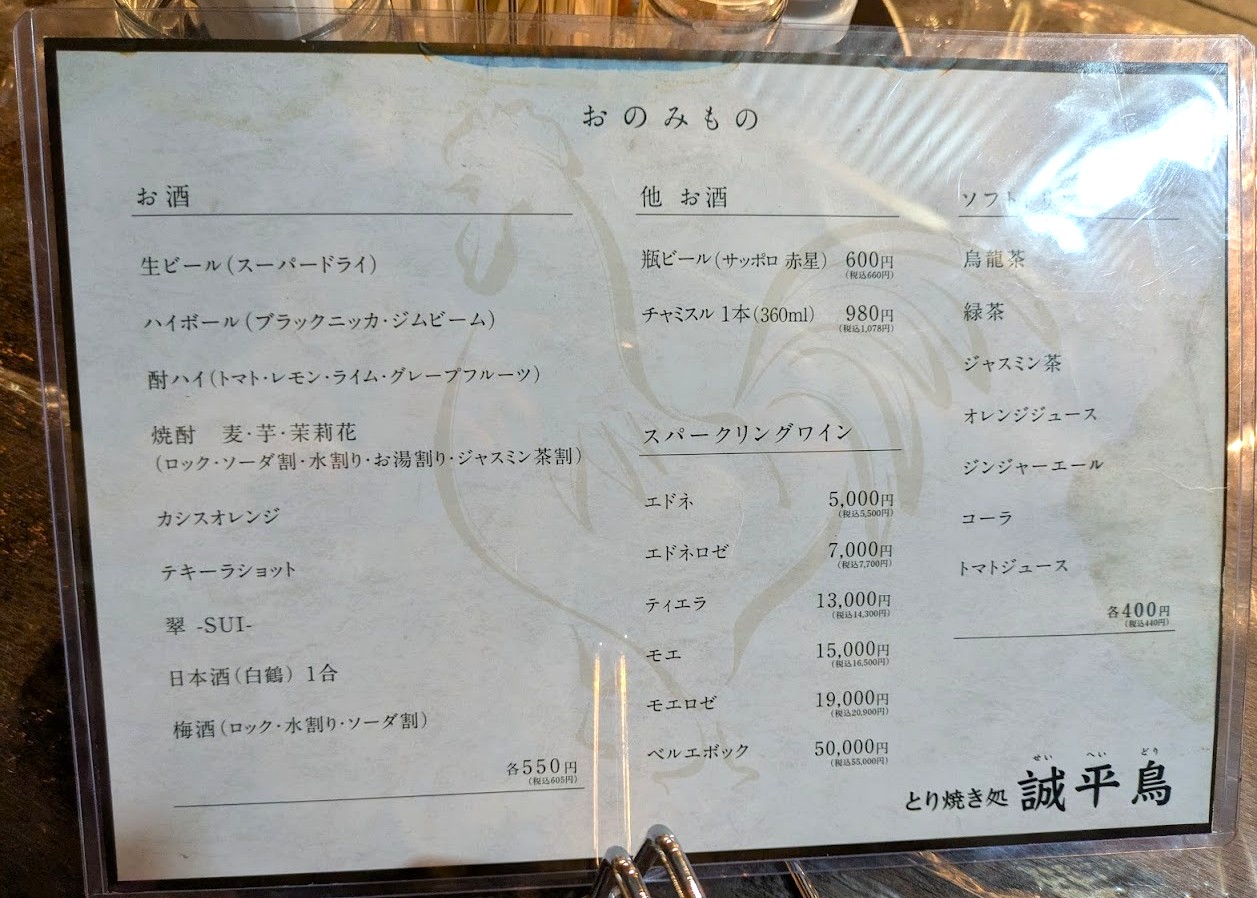 おのみもの
お酒
生ビール(スーパードライ)
ハイボール(ブラックニッカ・ジムビーム)
酎ハイ(トマト・レモン・ライム・グレープフルーツ)
焼酎　麦・芋・茉莉花
(ロック・ソーダ割・水割り・お湯割り・ジャスミン茶割)
カシスオレンジ
テキーラショット
翠 -SUI-
日本酒(白鶴) 1合
梅酒(ロック・水割り・ソーダ割)
各550円
(税込605円)
他 お酒
瓶ビール(サッポロ 赤星) 600円
(税込660円)
チャミスル 1本(360ml) 980円
(税込1,078円)
スパークリングワイン
エドネ 5,000円
(税込5,500円)
エドネロゼ 7,000円
(税込7,700円)
ティエラ 13,000円
(税込14,300円)
モエ 15,000円
(税込16,500円)
モエロゼ 19,000円
(税込20,900円)
ベルエポック 50,000円
(税込55,000円)
ソフト
烏龍茶
緑茶
ジャスミン茶
オレンジジュース
ジンジャーエール
コーラ
トマトジュース
各400円
(税込440円)
せい へい どり
とり焼き処 誠平鳥